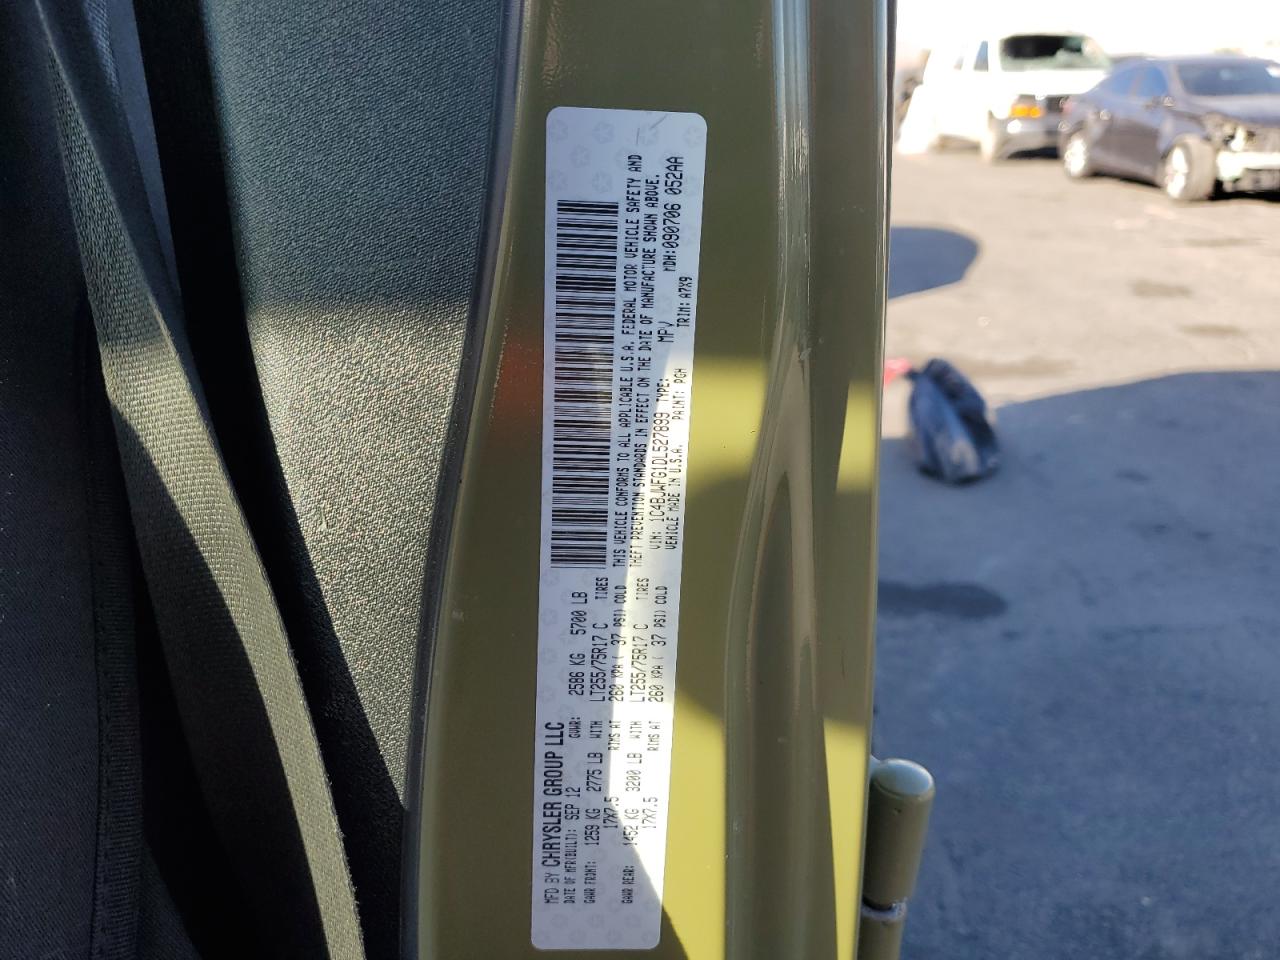 MFD BY CHRYSLER GROUP LLC
DATE OF MFR(BUILT): SEP 12 GVWR: 2586 KG 5700 LB
GAWR FRONT: 1259 KG 2775 LB WITH LT255/75R17 C TIRES
17X7.5 RIMS AT 260 KPA ( 37 PSI) COLD
GAWR REAR: 1452 KG 3200 LB WITH LT255/75R17 C TIRES
17X7.5 RIMS AT 260 KPA ( 37 PSI) COLD
THIS VEHICLE CONFORMS TO ALL APPLICABLE U.S.A. FEDERAL MOTOR VEHICLE SAFETY AND
THEFT PREVENTION STANDARDS IN EFFECT ON THE DATE OF MANUFACTURE SHOWN ABOVE.
VIN: 1C4BJWFG1DL527899 TYPE: MPV MDH:090706 052AA
VEHICLE MADE IN U.S.A. PAINT: PGH TRIM: A7X9